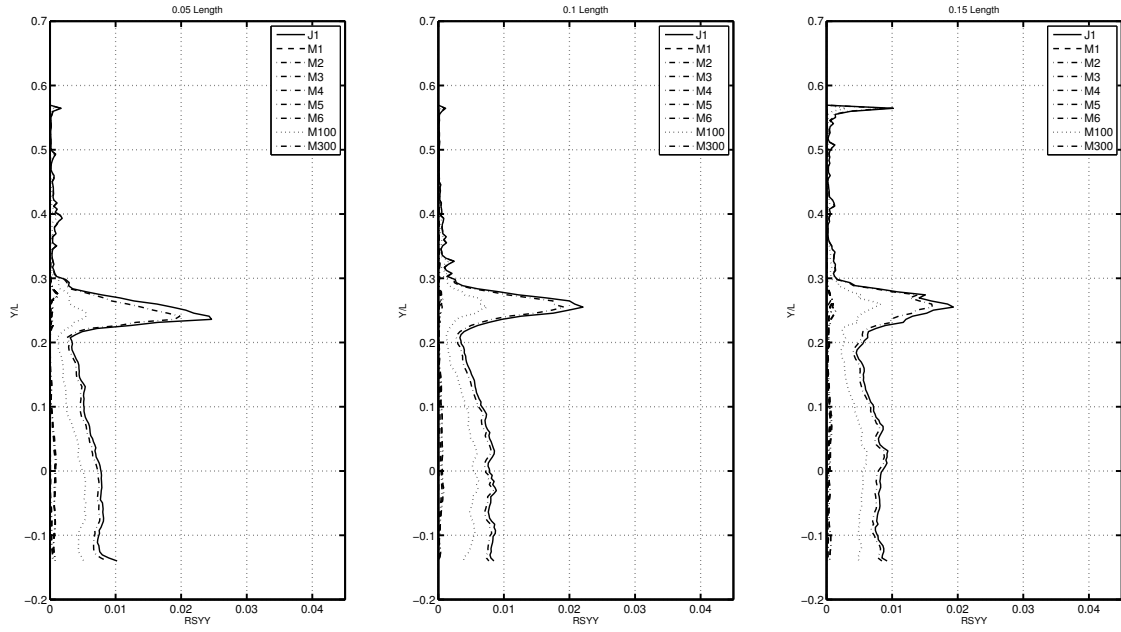 0.05 Length
0.7
0.6
0.5
0.4
0.3
0.2
0.1
0
−0.1
−0.2
Y/L
J1
M1
M2
M3
M4
M5
M6
M100
M300
0
0.01
0.02
0.03
0.04
RSYY
0.1 Length
0.7
0.6
0.5
0.4
0.3
0.2
0.1
0
−0.1
−0.2
Y/L
J1
M1
M2
M3
M4
M5
M6
M100
M300
0
0.01
0.02
0.03
0.04
RSYY
0.15 Length
0.7
0.6
0.5
0.4
0.3
0.2
0.1
0
−0.1
−0.2
Y/L
J1
M1
M2
M3
M4
M5
M6
M100
M300
0
0.01
0.02
0.03
0.04
RSYY